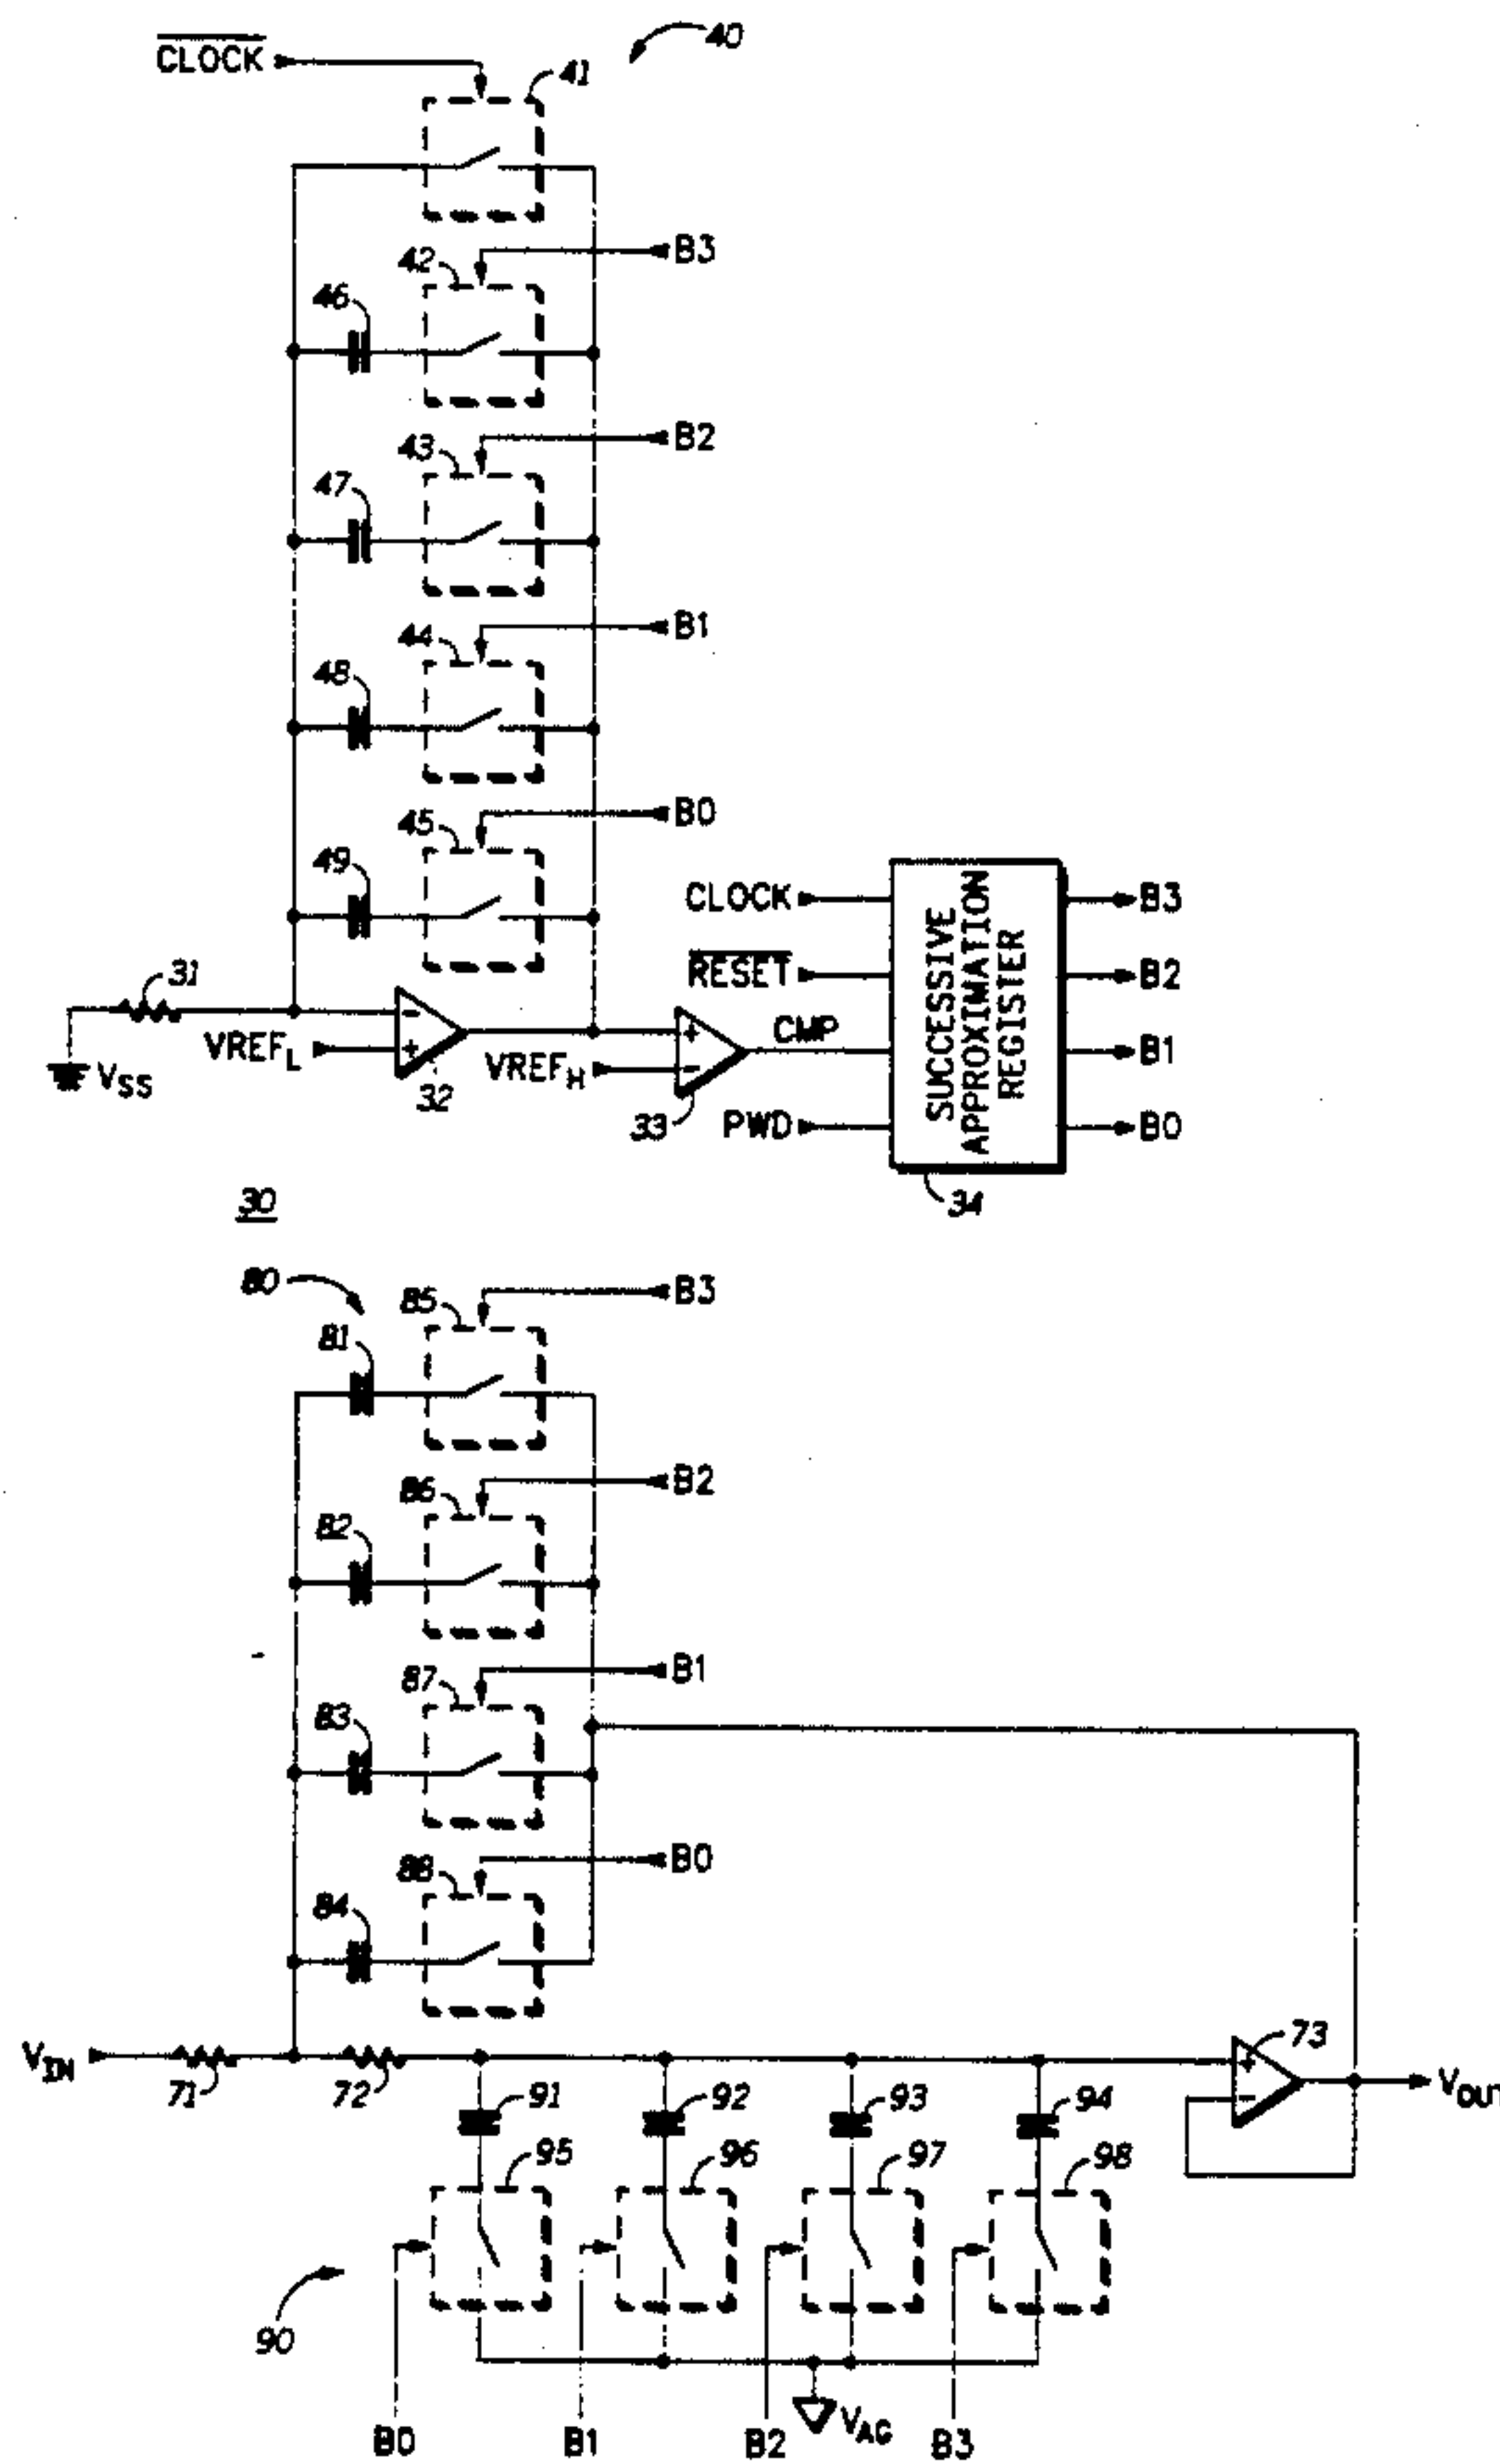 CLOCK
40
41
B3
42
46
B2
43
47
B1
44
48
B0
45
49
CLOCK
B3
31
RESET
B2
VREFL
VREFH
CMP
B1
VSS
32
33
PWD
B0
SUCCESSIVE
APPROXIMATION
REGISTER
34
30
80
B3
85
81
B2
86
82
B1
87
83
B0
88
84
VIN
71
72
73
VOUT
91
92
93
94
95
96
97
98
90
VAG
B0
B1
B2
B3